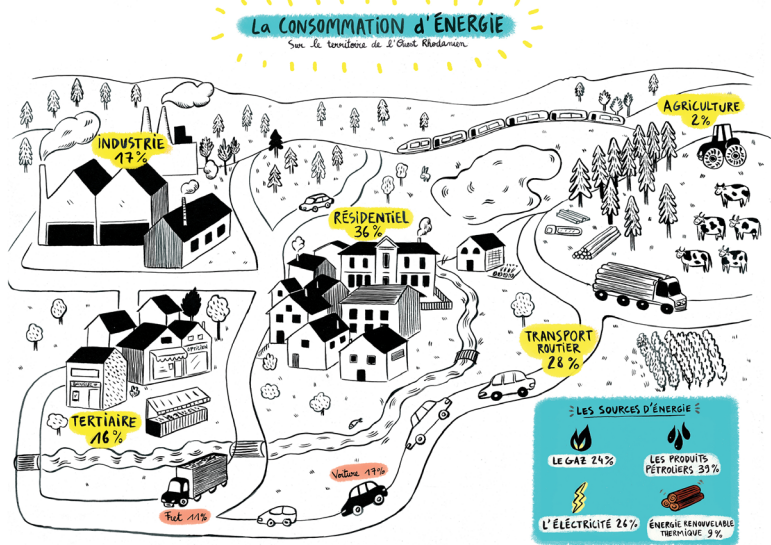 La CONSOMMATION d'ÉNERGIE
Sur le territoire de l'Ouest Rhodanien
AGRICULTURE
2%
INDUSTRIE
17%
RÉSIDENTIEL
36%
TRANSPORT
ROUTIER
28%
TERTIAIRE
16%
Voiture 17%
Fret 11%
LES SOURCES D'ÉNERGIE
LE GAZ 24%
LES PRODUITS
PÉTROLIERS 39%
L'ÉLÉCTRICITÉ 26%
ÉNERGIE RENOUVELABLE
THERMIQUE 9%